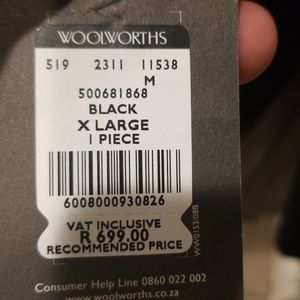 WOOLWORTHS
519 2311 11538
M
500681868
BLACK
X LARGE
1 PIECE
6008000930826
VAT INCLUSIVE
R 699.00
RECOMMENDED PRICE
Consumer Help Line 0860 022 002
www.woolworths.co.za